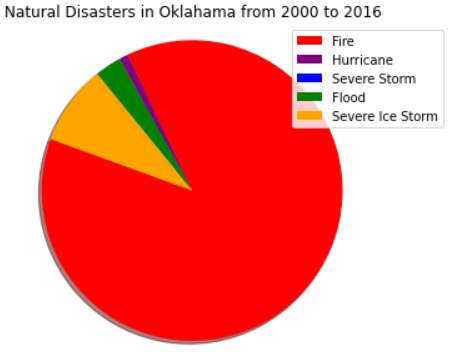 Natural Disasters in Oklahoma from 2000 to 2016
Fire
Hurricane
Severe Storm
Flood
Severe Ice Storm